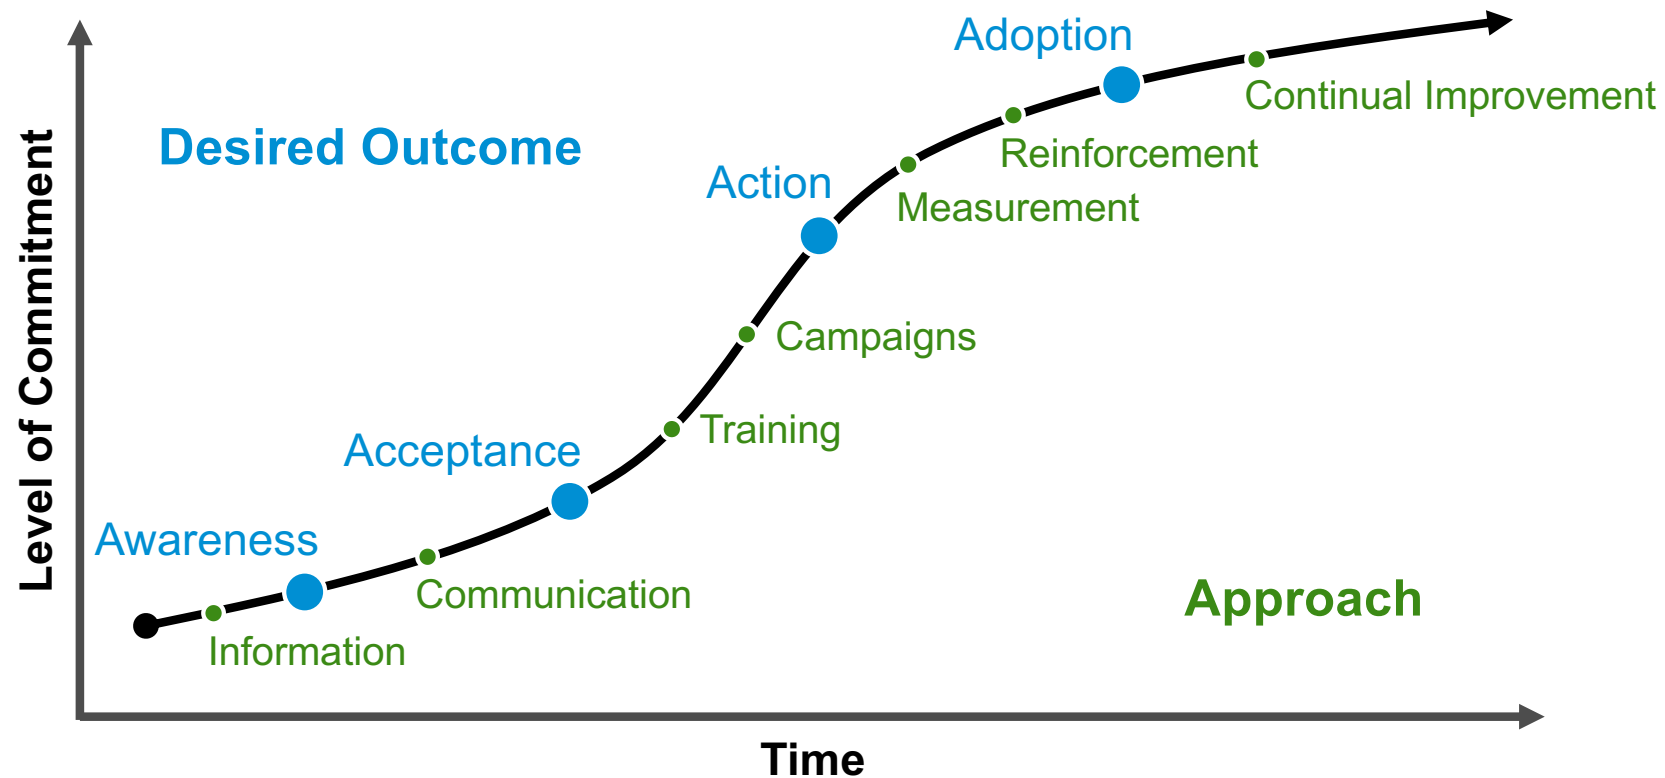 Adoption
Continual Improvement
Desired Outcome
Reinforcement
Action
Measurement
Level of Commitment
Campaigns
Training
Acceptance
Awareness
Communication
Approach
Information
Time